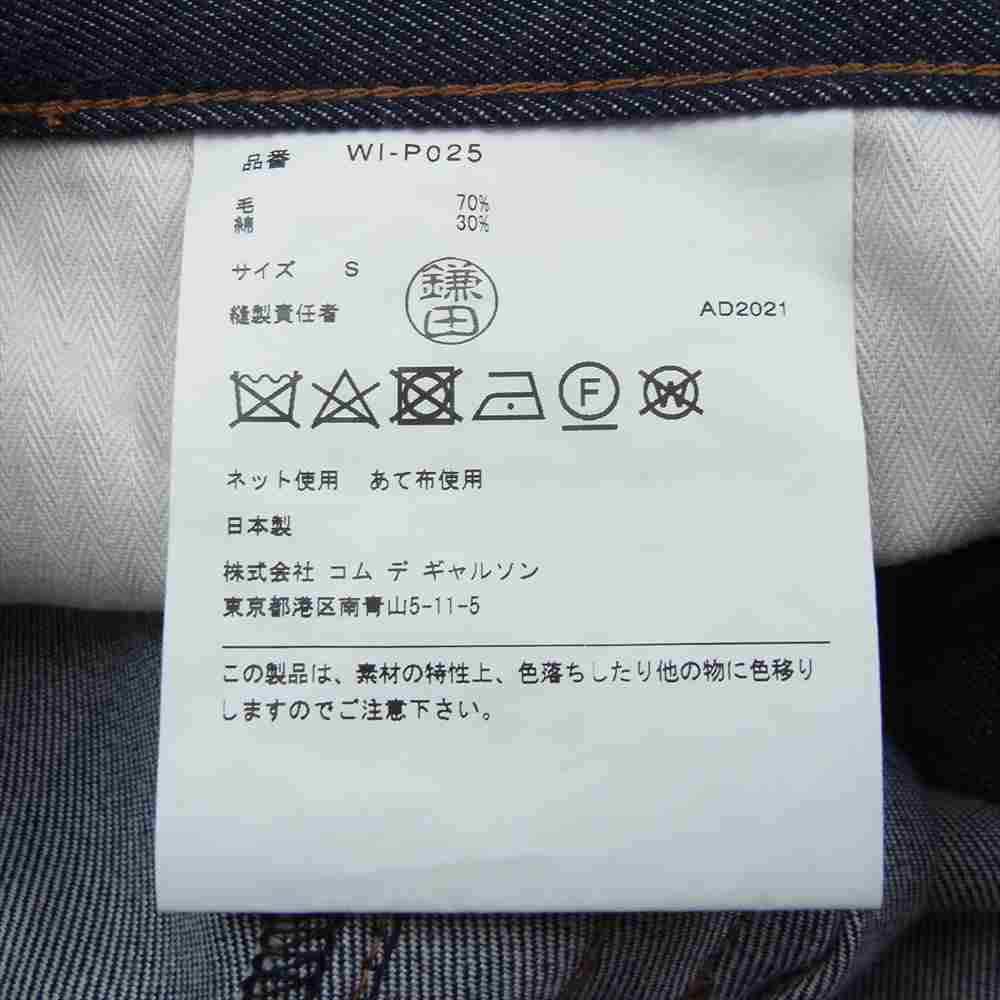 品番 WI-P025
毛 70%
綿 30%
サイズ S
縫製責任者 鎌田 AD2021
F W
ネット使用 あて布使用
日本製
株式会社 コム デ ギャルソン
東京都港区南青山5-11-5
この製品は、素材の特性上、色落ちしたり他の物に色移り
しますのでご注意下さい。